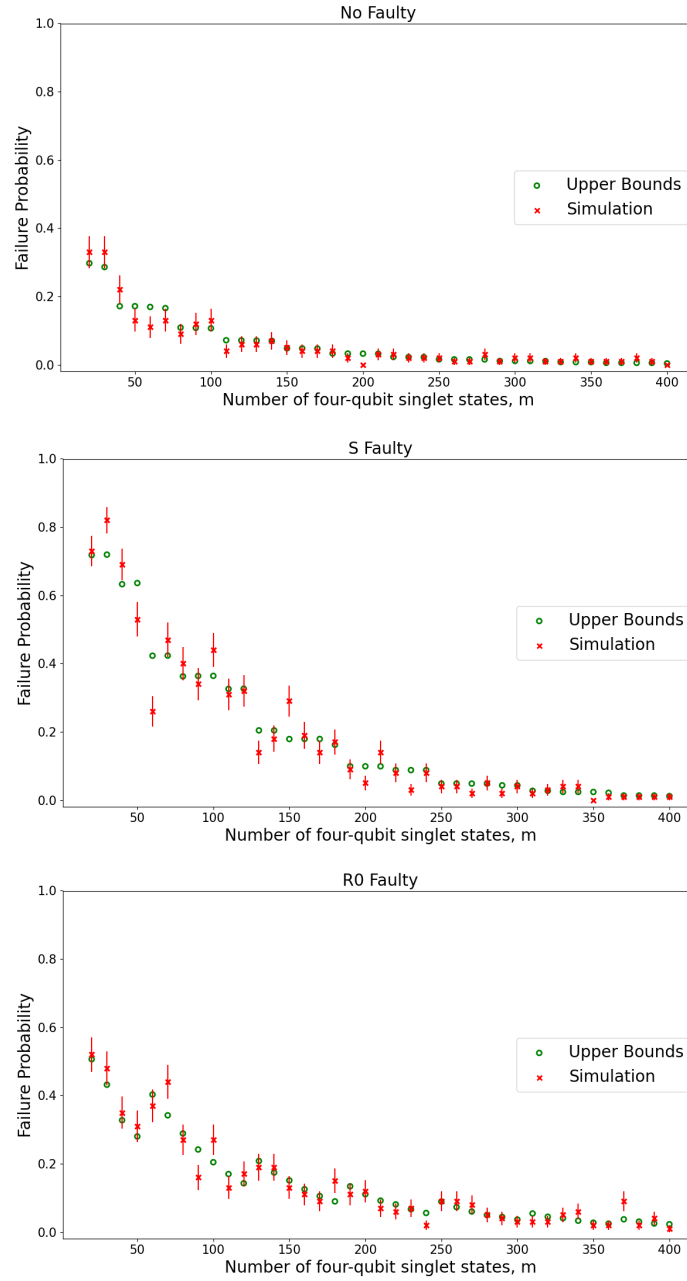 No Faulty
1.0
0.8
0.6
0.4
0.2
0.0
Failure Probability
Upper Bounds
Simulation
50 100 150 200 250 300 350 400
Number of four-qubit singlet states, m
S Faulty
1.0
0.8
0.6
0.4
0.2
0.0
Failure Probability
Upper Bounds
Simulation
50 100 150 200 250 300 350 400
Number of four-qubit singlet states, m
R0 Faulty
1.0
0.8
0.6
0.4
0.2
0.0
Failure Probability
Upper Bounds
Simulation
50 100 150 200 250 300 350 400
Number of four-qubit singlet states, m